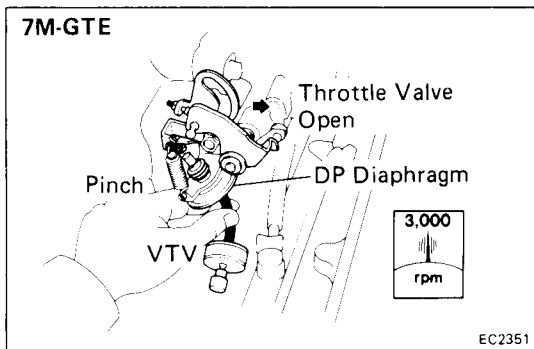 7M-GTE
Throttle Valve
Open
Pinch
DP Diaphragm
VTV
3,000
rpm
EC2351